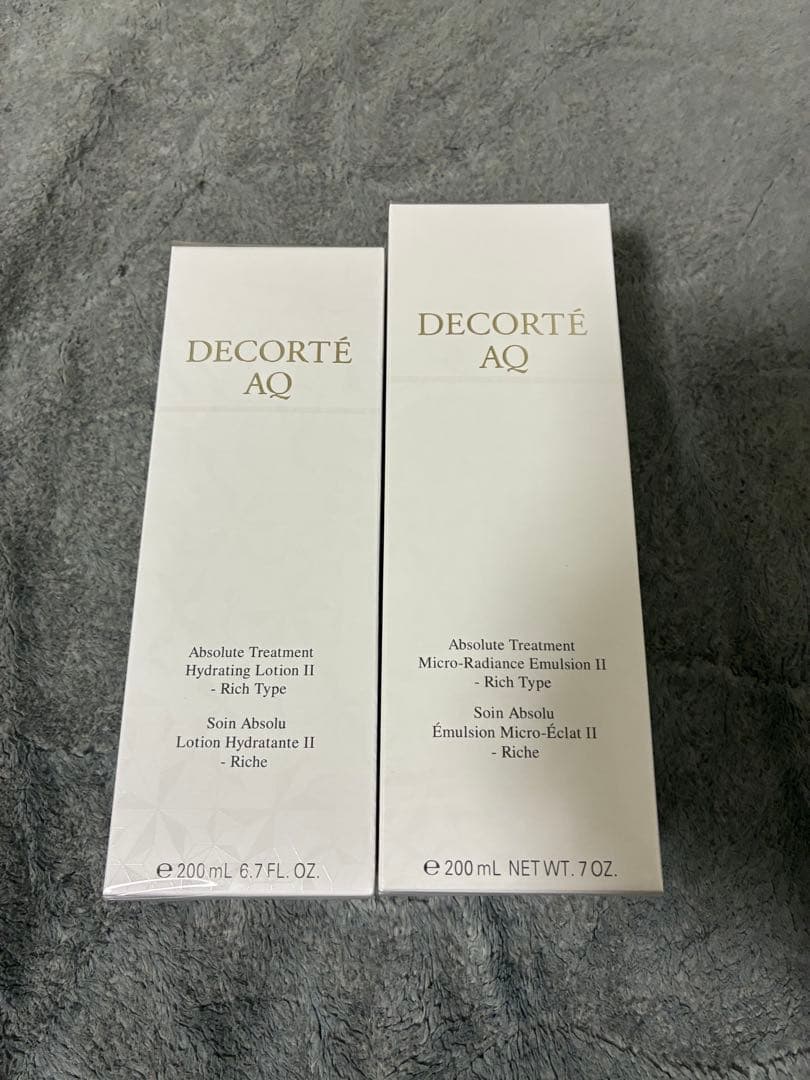 DECORTÉ
AQ
Absolute Treatment
Hydrating Lotion II
- Rich Type
Soin Absolu
Lotion Hydratante II
- Riche
℮ 200 mL 6.7 FL. OZ.
DECORTÉ
AQ
Absolute Treatment
Micro-Radiance Emulsion II
- Rich Type
Soin Absolu
Émulsion Micro-Éclat II
- Riche
℮ 200 mL NET WT. 7 OZ.